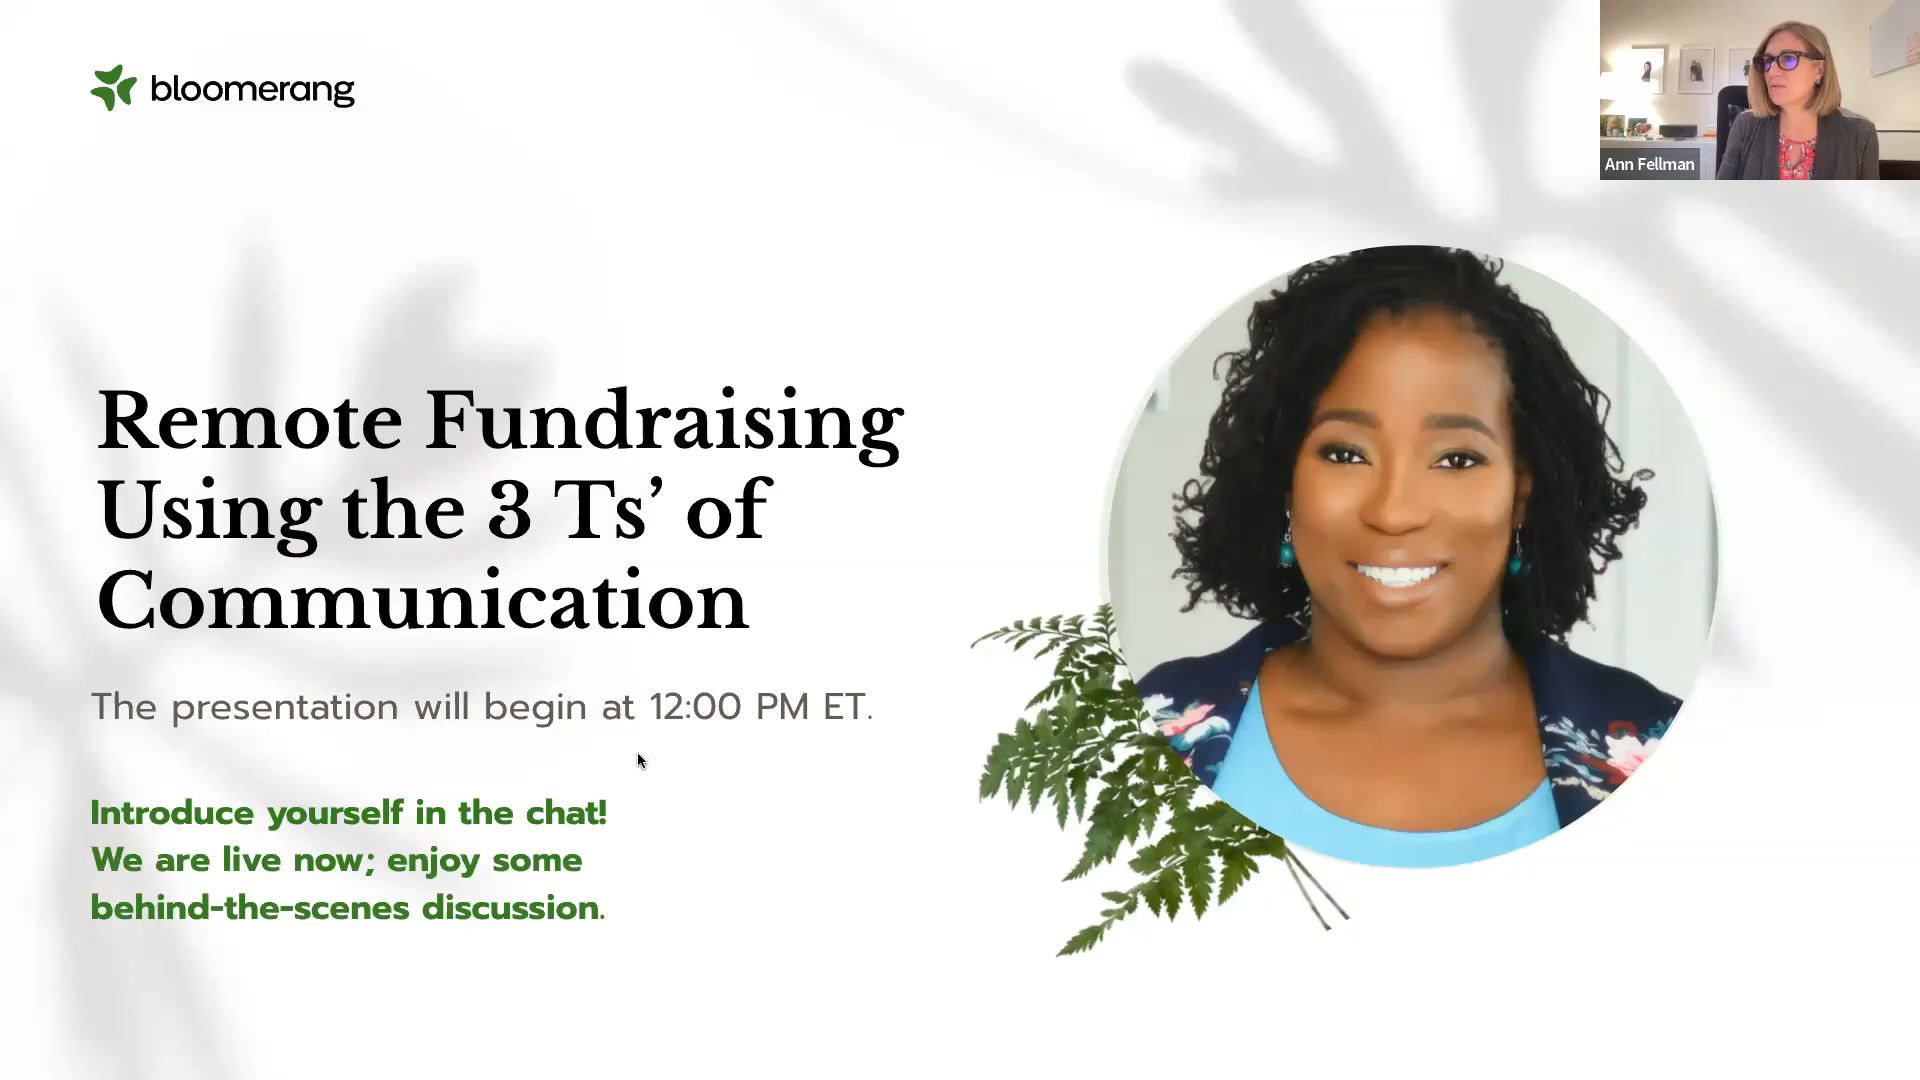 bloomerang
Ann Fellman
Remote Fundraising
Using the 3 Ts’ of
Communication
The presentation will begin at 12:00 PM ET.
Introduce yourself in the chat!
We are live now; enjoy some
behind-the-scenes discussion.